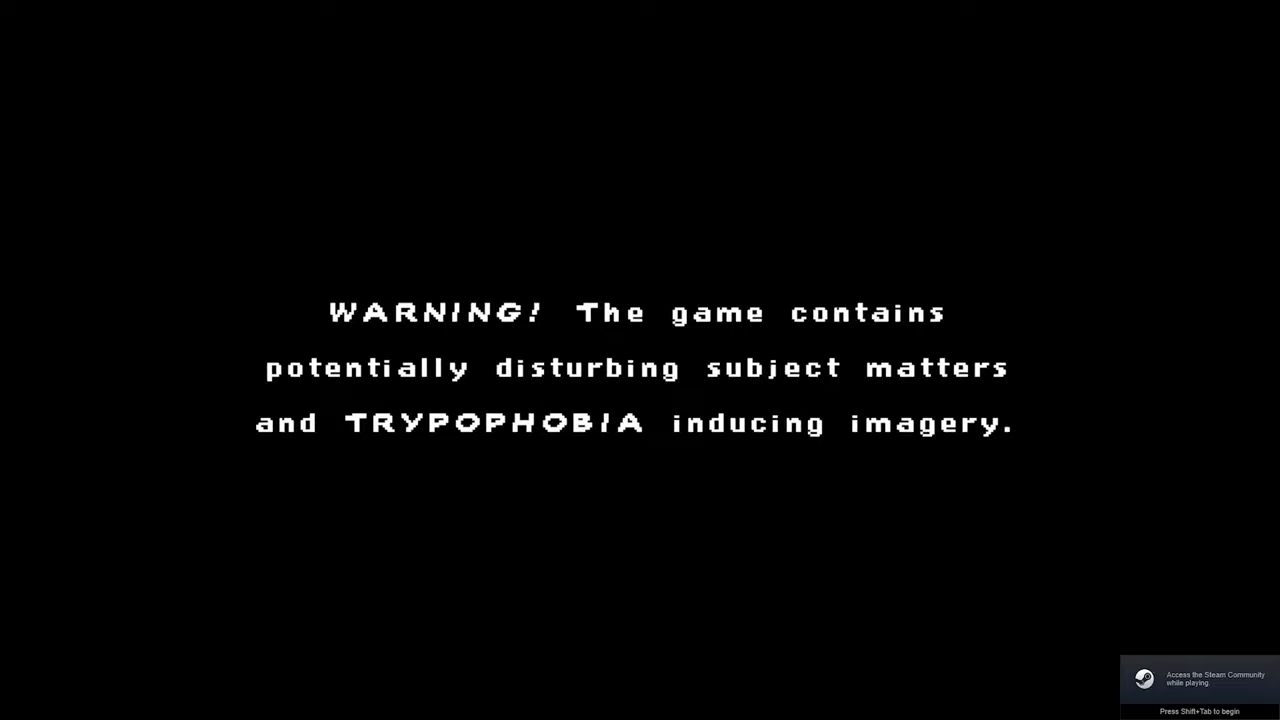 WARNING! The game contains
potentially disturbing subject matters
and TRYPOPHOBIA inducing imagery.
Access the Steam Community
while playing.
Press Shift+Tab to begin